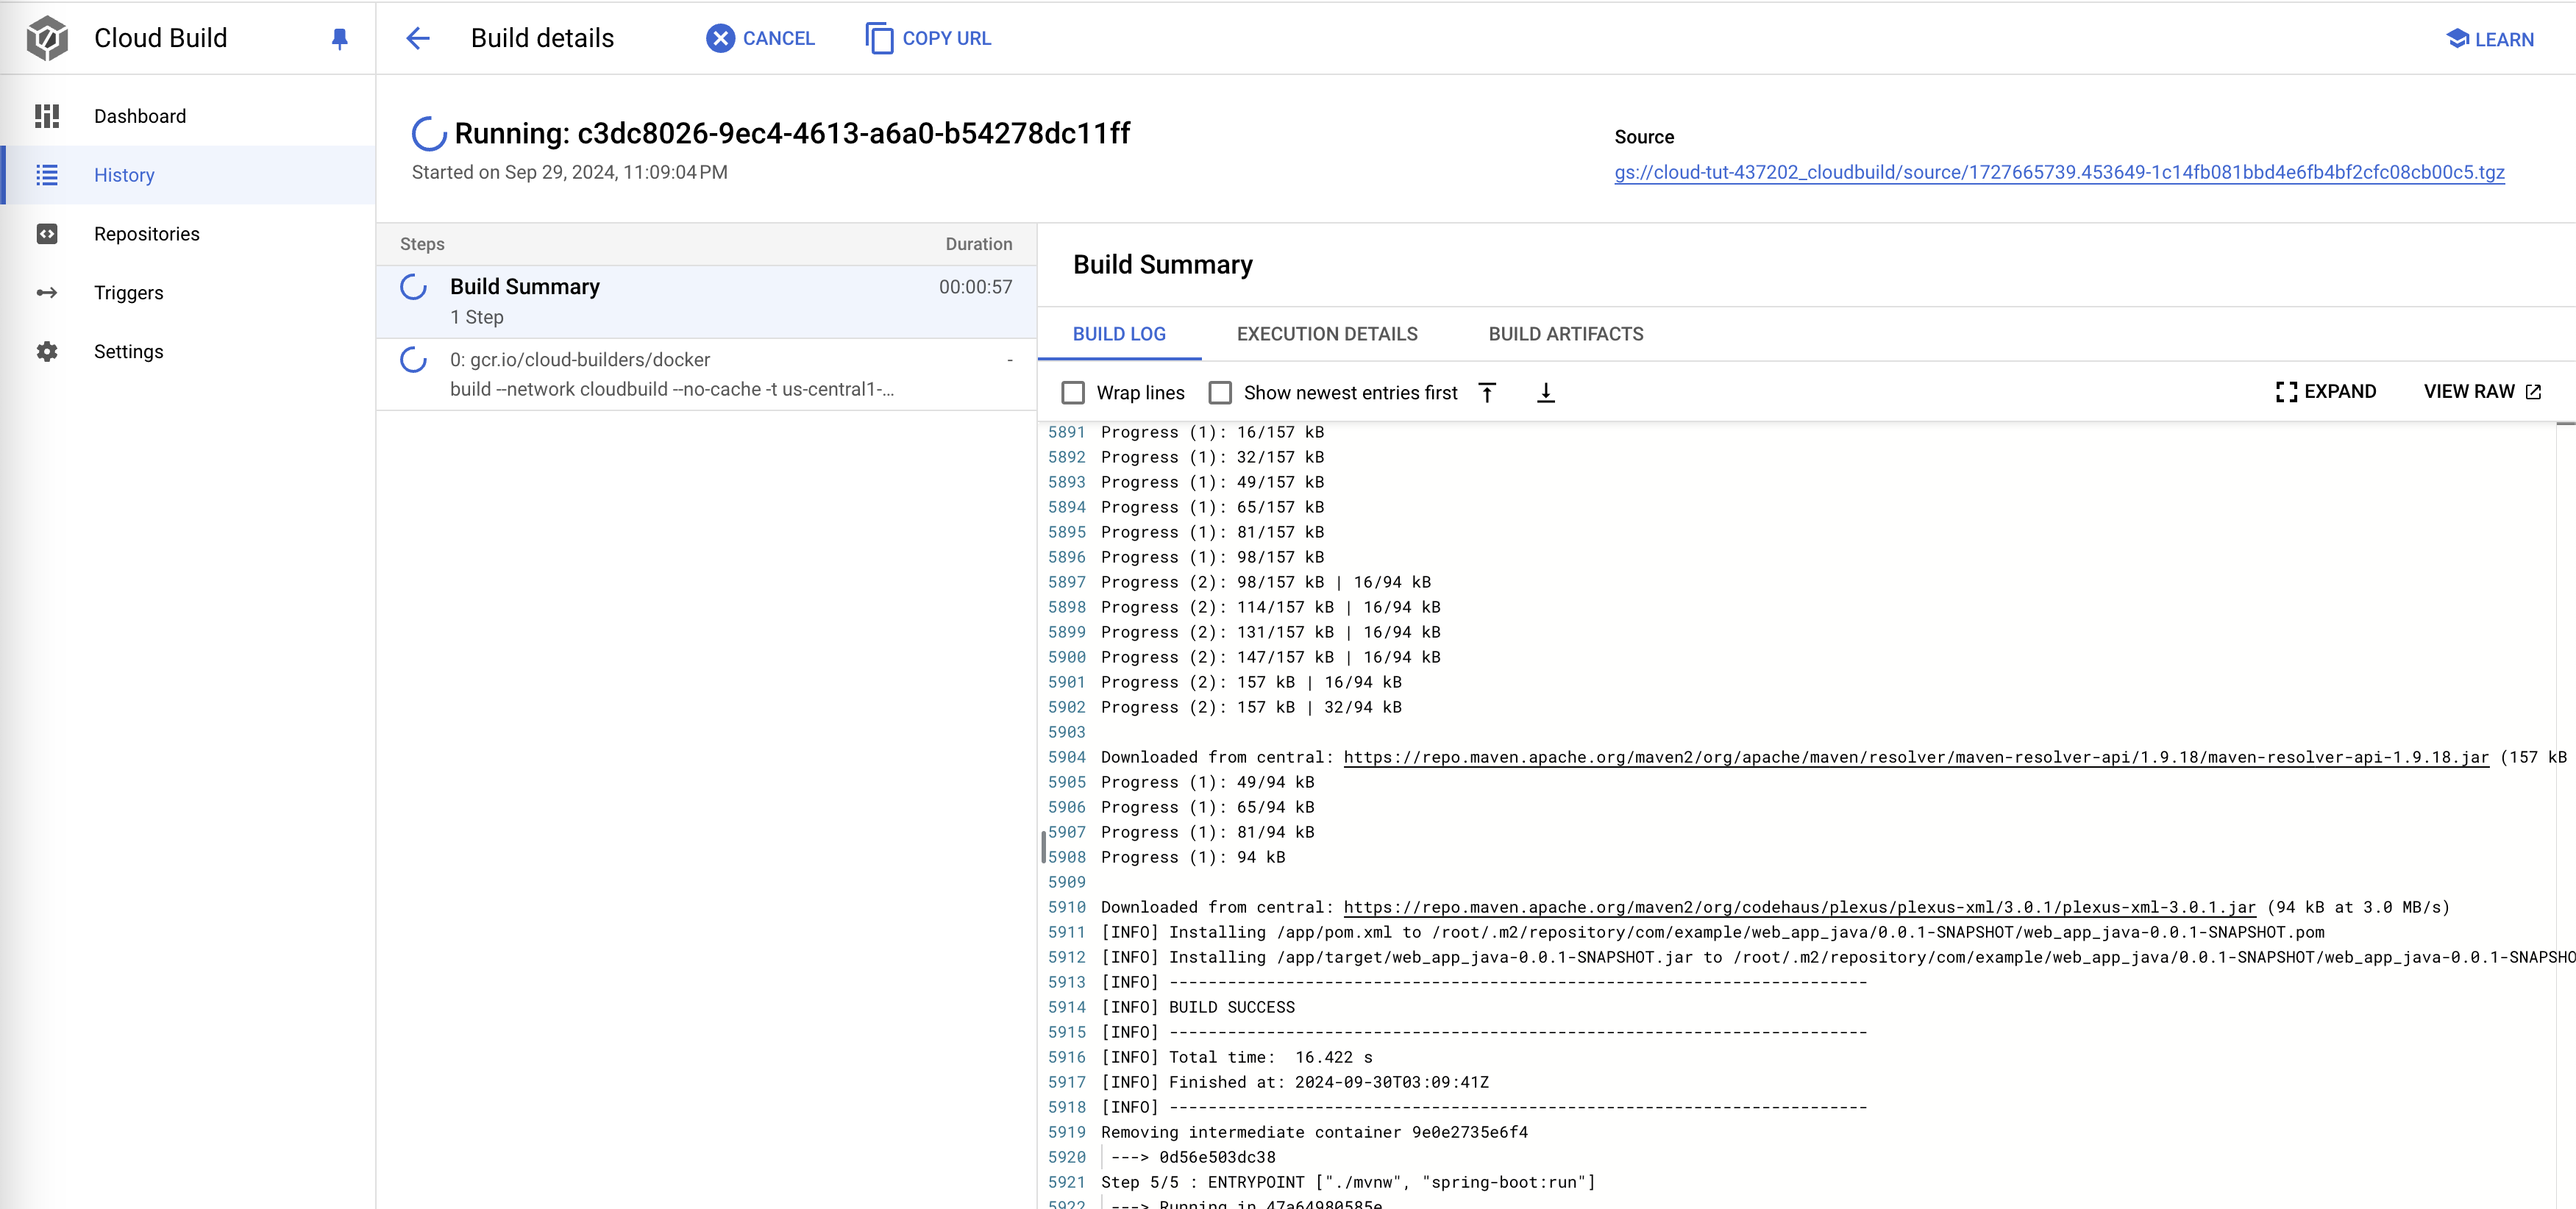 Cloud Build
Build details
CANCEL
COPY URL
LEARN
Dashboard
History
Repositories
Triggers
Settings
Running: c3dc8026-9ec4-4613-a6a0-b54278dc11ff
Started on Sep 29, 2024, 11:09:04 PM
Source
gs://cloud-tut-437202_cloudbuild/source/1727665739.453649-1c14fb081bbd4e6fb4bf2cfc08cb00c5.tgz
Steps Duration
Build Summary 00:00:57
1 Step
0: gcr.io/cloud-builders/docker -
build --network cloudbuild --no-cache -t us-central1-...
Build Summary
BUILD LOG EXECUTION DETAILS BUILD ARTIFACTS
Wrap lines Show newest entries first EXPAND VIEW RAW
5891 Progress (1): 16/157 kB
5892 Progress (1): 32/157 kB
5893 Progress (1): 49/157 kB
5894 Progress (1): 65/157 kB
5895 Progress (1): 81/157 kB
5896 Progress (1): 98/157 kB
5897 Progress (2): 98/157 kB | 16/94 kB
5898 Progress (2): 114/157 kB | 16/94 kB
5899 Progress (2): 131/157 kB | 16/94 kB
5900 Progress (2): 147/157 kB | 16/94 kB
5901 Progress (2): 157 kB | 16/94 kB
5902 Progress (2): 157 kB | 32/94 kB
5903
5904 Downloaded from central: https://repo.maven.apache.org/maven2/org/apache/maven/resolver/maven-resolver-api/1.9.18/maven-resolver-api-1.9.18.jar (157 kB
5905 Progress (1): 49/94 kB
5906 Progress (1): 65/94 kB
5907 Progress (1): 81/94 kB
5908 Progress (1): 94 kB
5909
5910 Downloaded from central: https://repo.maven.apache.org/maven2/org/codehaus/plexus/plexus-xml/3.0.1/plexus-xml-3.0.1.jar (94 kB at 3.0 MB/s)
5911 [INFO] Installing /app/pom.xml to /root/.m2/repository/com/example/web_app_java/0.0.1-SNAPSHOT/web_app_java-0.0.1-SNAPSHOT.pom
5912 [INFO] Installing /app/target/web_app_java-0.0.1-SNAPSHOT.jar to /root/.m2/repository/com/example/web_app_java/0.0.1-SNAPSHOT/web_app_java-0.0.1-SNAPSHO
5913 [INFO] ------------------------------------------------------------------------
5914 [INFO] BUILD SUCCESS
5915 [INFO] ------------------------------------------------------------------------
5916 [INFO] Total time:  16.422 s
5917 [INFO] Finished at: 2024-09-30T03:09:41Z
5918 [INFO] ------------------------------------------------------------------------
5919 Removing intermediate container 9e0e2735e6f4
5920 ---> 0d56e503dc38
5921 Step 5/5 : ENTRYPOINT ["./mvnw", "spring-boot:run"]
5922 ---> Running in 47a64980585e